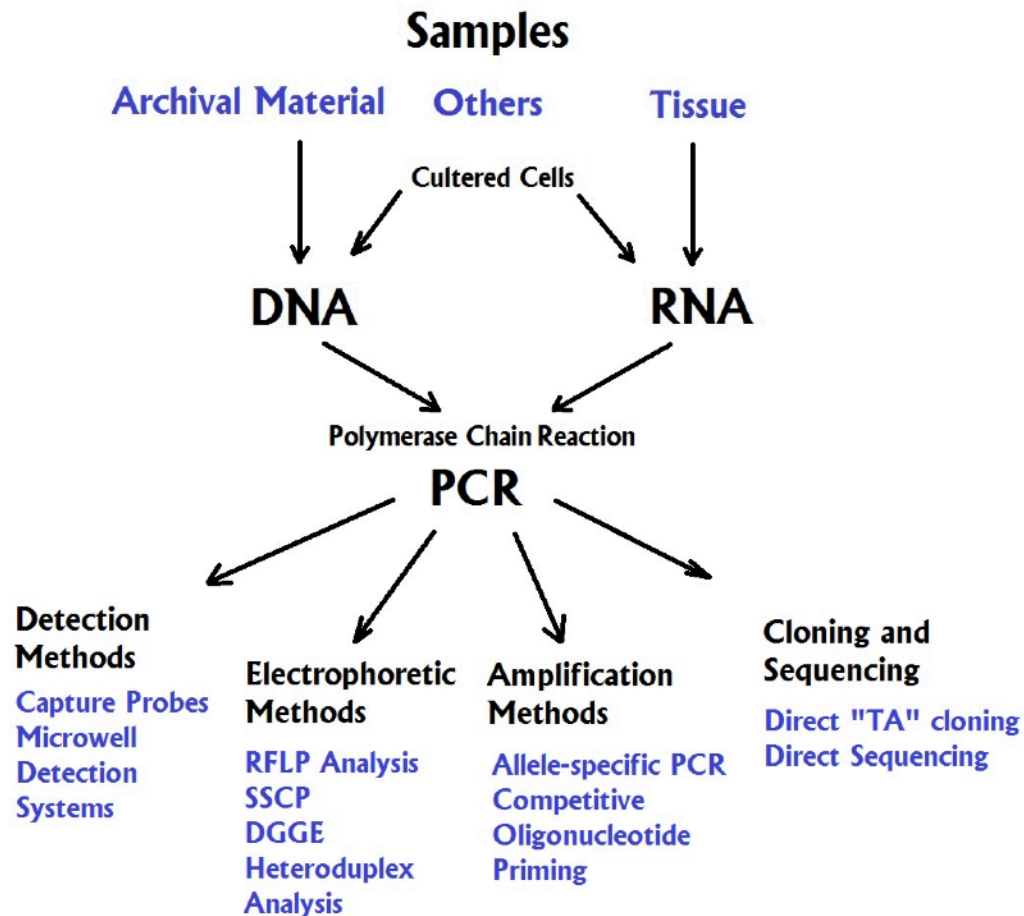 Samples
Archival Material Others Tissue
Cultered Cells
DNA RNA
Polymerase Chain Reaction
PCR
Detection
Methods
Capture Probes
Microwell
Detection
Systems
Electrophoretic
Methods
RFLP Analysis
SSCP
DGGE
Heteroduplex
Analysis
Amplification
Methods
Allele-specific PCR
Competitive
Oligonucleotide
Priming
Cloning and
Sequencing
Direct "TA" cloning
Direct Sequencing